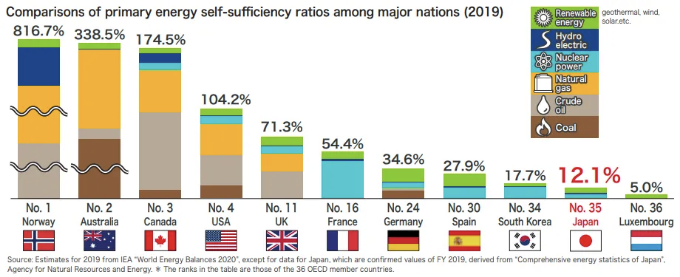 Comparisons of primary energy self-sufficiency ratios among major nations (2019)
816.7%
338.5%
174.5%
104.2%
71.3%
54.4%
34.6%
27.9%
17.7%
12.1%
5.0%
Renewable energy
geothermal, wind, solar,etc.
Hydro electric
Nuclear power
Natural gas
Crude oil
Coal
No. 1 No. 2 No. 3 No. 4 No. 11 No. 16 No. 24 No. 30 No. 34 No. 35 No. 36
Norway Australia Canada USA UK France Germany Spain South Korea Japan Luxembourg
Source: Estimates for 2019 from IEA "World Energy Balances 2020", except for data for Japan, which are confirmed values of FY 2019, derived from "Comprehensive energy statistics of Japan".
Agency for Natural Resources and Energy. * The ranks in the table are those of the 36 OECD member countries.